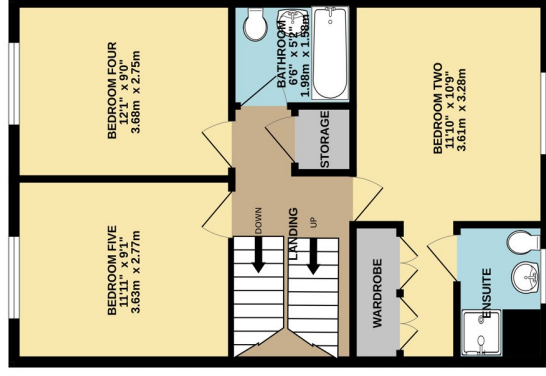 BEDROOM FOUR
12'1" x 9'0"
3.68m x 2.75m
BATHROOM
6'6" x 5'2"
1.98m x 1.58m
BEDROOM TWO
11'10" x 10'9"
3.61m x 3.28m
STORAGE
BEDROOM FIVE
11'11" x 9'1"
3.63m x 2.77m
DOWN
LANDING
UP
WARDROBE
ENSUITE